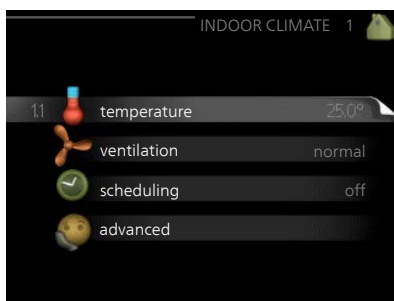 INDOOR CLIMATE 1
1.1 temperature 25.0°
ventilation normal
scheduling off
advanced